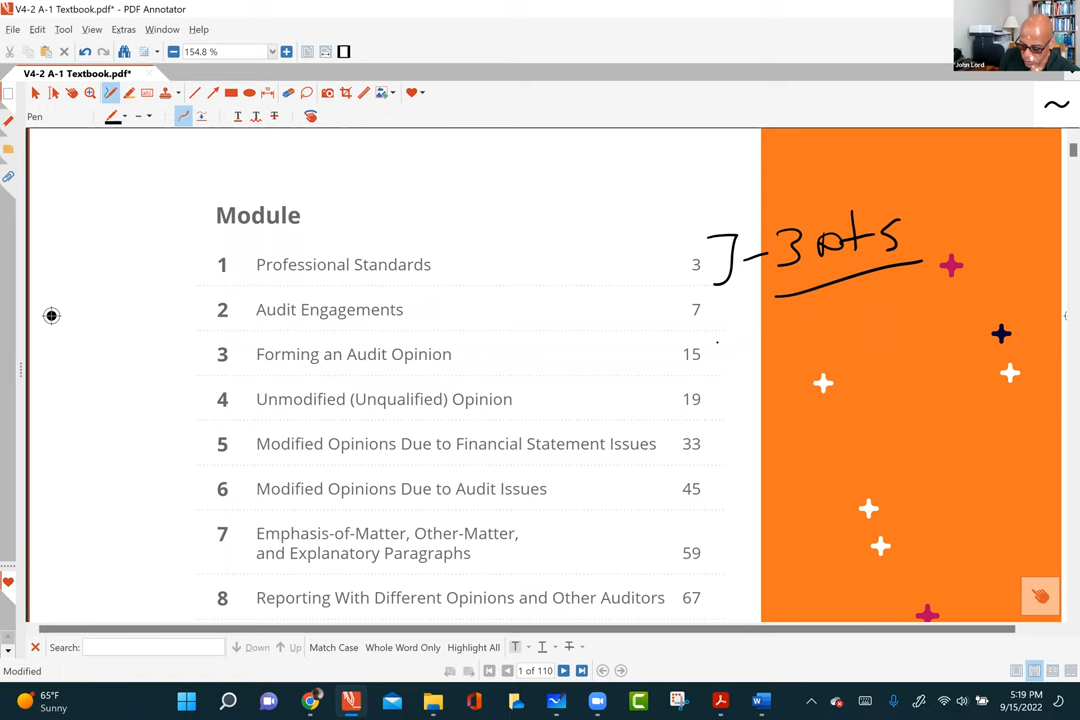 V4-2 A-1 Textbook.pdf* - PDF Annotator
File Edit Tool View Extras Window Help
154.8 %
V4-2 A-1 Textbook.pdf*
John Lord
Pen
Module
1 Professional Standards 3
2 Audit Engagements 7
3 Forming an Audit Opinion 15
4 Unmodified (Unqualified) Opinion 19
5 Modified Opinions Due to Financial Statement Issues 33
6 Modified Opinions Due to Audit Issues 45
7 Emphasis-of-Matter, Other-Matter,
and Explanatory Paragraphs 59
8 Reporting With Different Opinions and Other Auditors 67
3
Search: Down Up Match Case Whole Word Only Highlight All T I T
1 of 110
Modified
65°F
Sunny
5:19 PM
9/15/2022